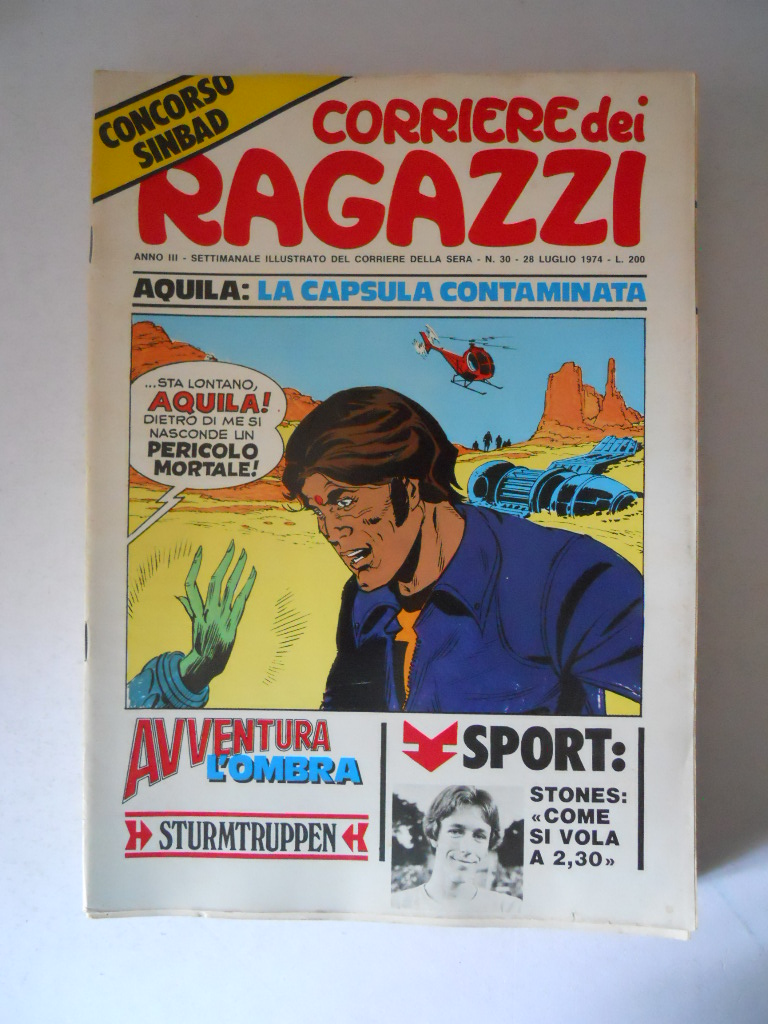 CONCORSO
SINBAD
CORRIERE dei
RAGAZZI
ANNO III - SETTIMANALE ILLUSTRATO DEL CORRIERE DELLA SERA - N. 30 - 28 LUGLIO 1974 - L. 200
AQUILA: LA CAPSULA CONTAMINATA
...STA LONTANO,
AQUILA!
DIETRO DI ME SI
NASCONDE UN
PERICOLO
MORTALE!
AVVENTURA
L'OMBRA
STURMTRUPPEN
SPORT:
STONES:
«COME
SI VOLA
A 2,30»